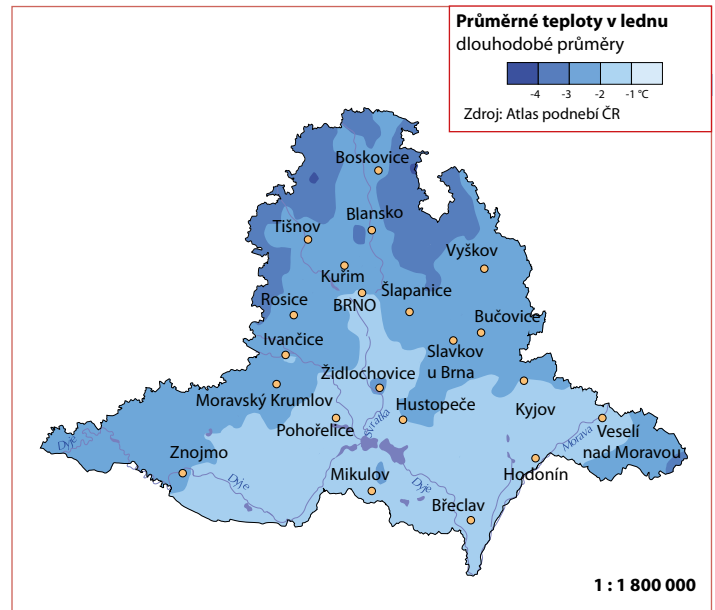 Průměrné teploty v lednu
dlouhodobé průměry
-4 -3 -2 -1 °C
Zdroj: Atlas podnebí ČR
Boskovice
Blansko
Tišnov
Vyškov
Kuřim
Šlapanice
BRNO
Rosice
Bučovice
Ivančice
Slavkov
u Brna
Židlochovice
Moravský Krumlov
Hustopeče
Kyjov
Pohořelice
Svratka
Veselí
nad Moravou
Morava
Dyje
Znojmo
Dyje
Mikulov
Dyje
Hodonín
Břeclav
1 : 1 800 000